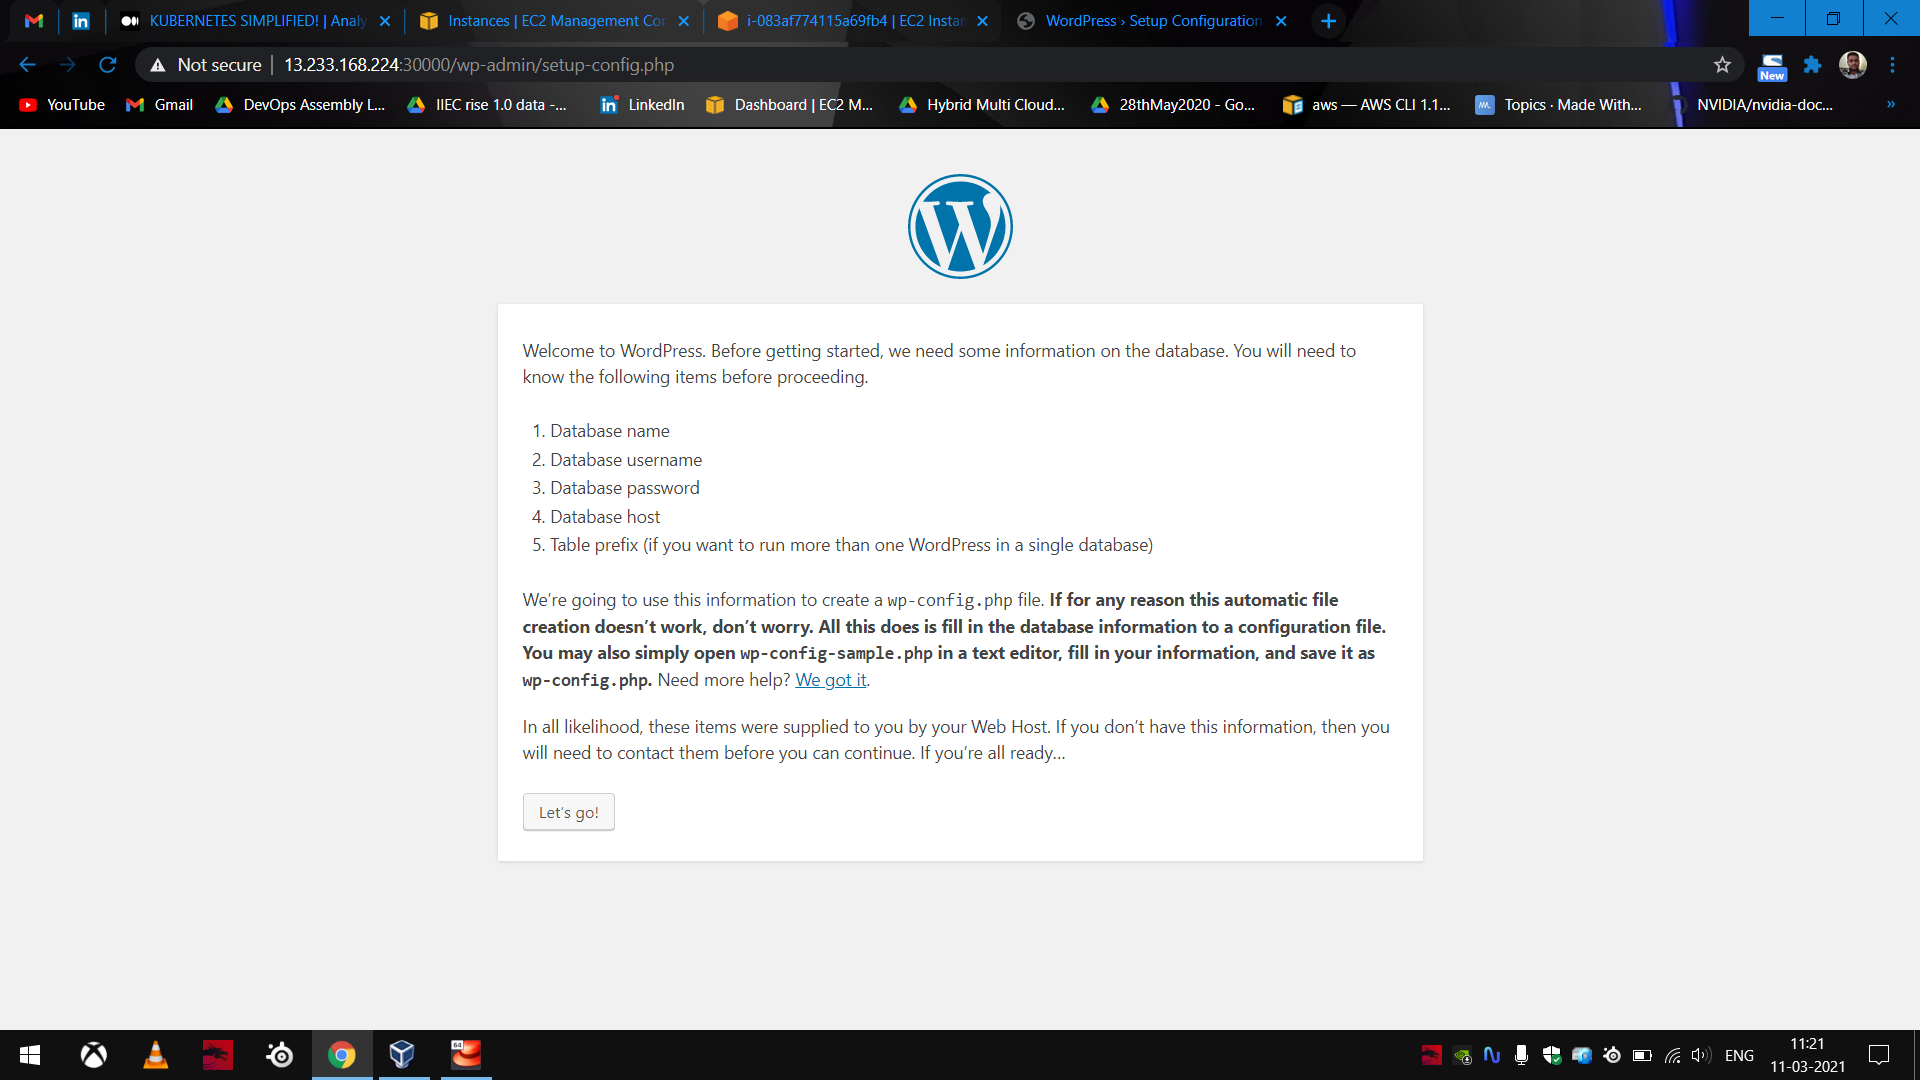 KUBERNETES SIMPLIFIED! | Analy
Instances | EC2 Management Con
i-083af774115a69fb4 | EC2 Instan
WordPress › Setup Configuration
Not secure | 13.233.168.224:30000/wp-admin/setup-config.php
New
YouTube
Gmail
DevOps Assembly L...
IIEC rise 1.0 data -...
LinkedIn
Dashboard | EC2 M...
Hybrid Multi Cloud...
28thMay2020 - Go...
aws — AWS CLI 1.1...
Topics · Made With...
NVIDIA/nvidia-doc...
»
Welcome to WordPress. Before getting started, we need some information on the database. You will need to
know the following items before proceeding.
1. Database name
2. Database username
3. Database password
4. Database host
5. Table prefix (if you want to run more than one WordPress in a single database)
We’re going to use this information to create a wp-config.php file. If for any reason this automatic file
creation doesn’t work, don’t worry. All this does is fill in the database information to a configuration file.
You may also simply open wp-config-sample.php in a text editor, fill in your information, and save it as
wp-config.php. Need more help? We got it.
In all likelihood, these items were supplied to you by your Web Host. If you don’t have this information, then you
will need to contact them before you can continue. If you’re all ready…
Let’s go!
64
ENG
11:21
11-03-2021